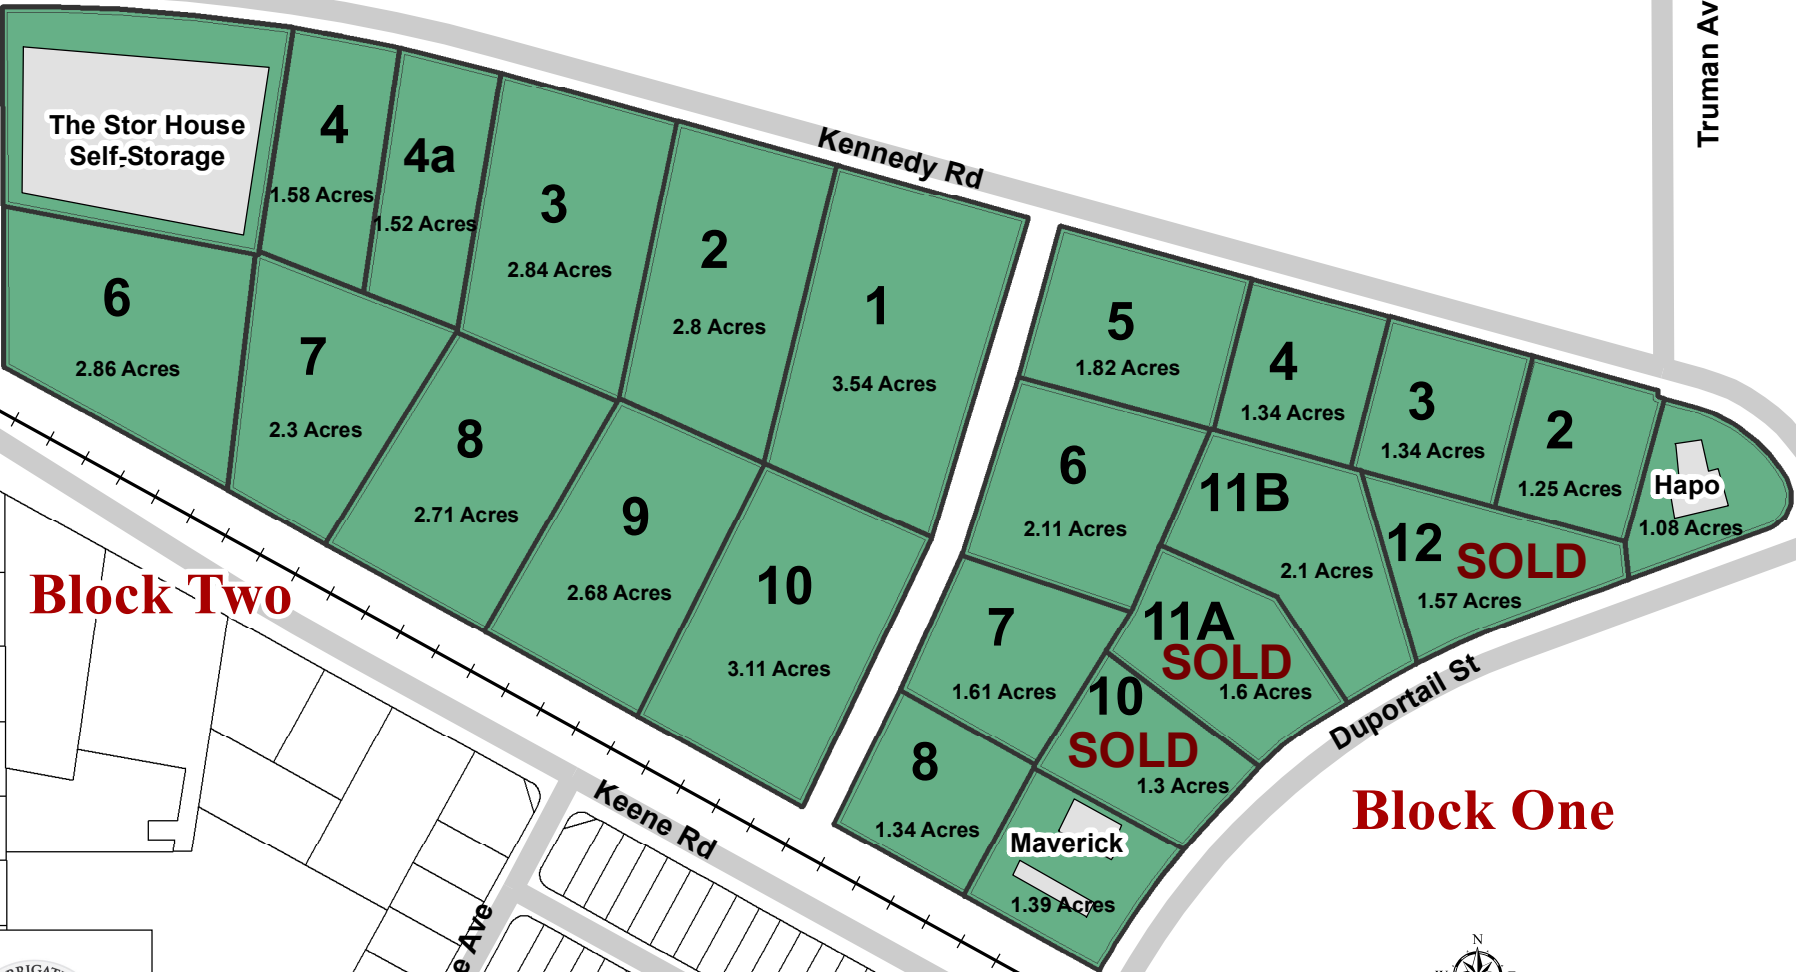 Truman Av
Kennedy Rd
The Stor House
Self-Storage
4
1.58 Acres
4a
1.52 Acres
3
2.84 Acres
2
2.8 Acres
1
3.54 Acres
6
2.86 Acres
7
2.3 Acres
8
2.71 Acres
9
2.68 Acres
10
3.11 Acres
Block Two
5
1.82 Acres
4
1.34 Acres
3
1.34 Acres
2
1.25 Acres
Hapo
1.08 Acres
6
2.11 Acres
11B
2.1 Acres
12
SOLD
1.57 Acres
7
1.61 Acres
11A
SOLD
1.6 Acres
10
SOLD
1.3 Acres
8
1.34 Acres
Maverick
1.39 Acres
Duportail St
Block One
Keene Rd
e Ave
N